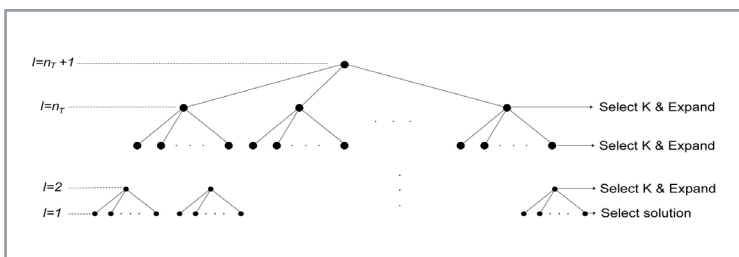 l=n_T +1
l=n_T
Select K & Expand
Select K & Expand
l=2
Select K & Expand
l=1
Select solution